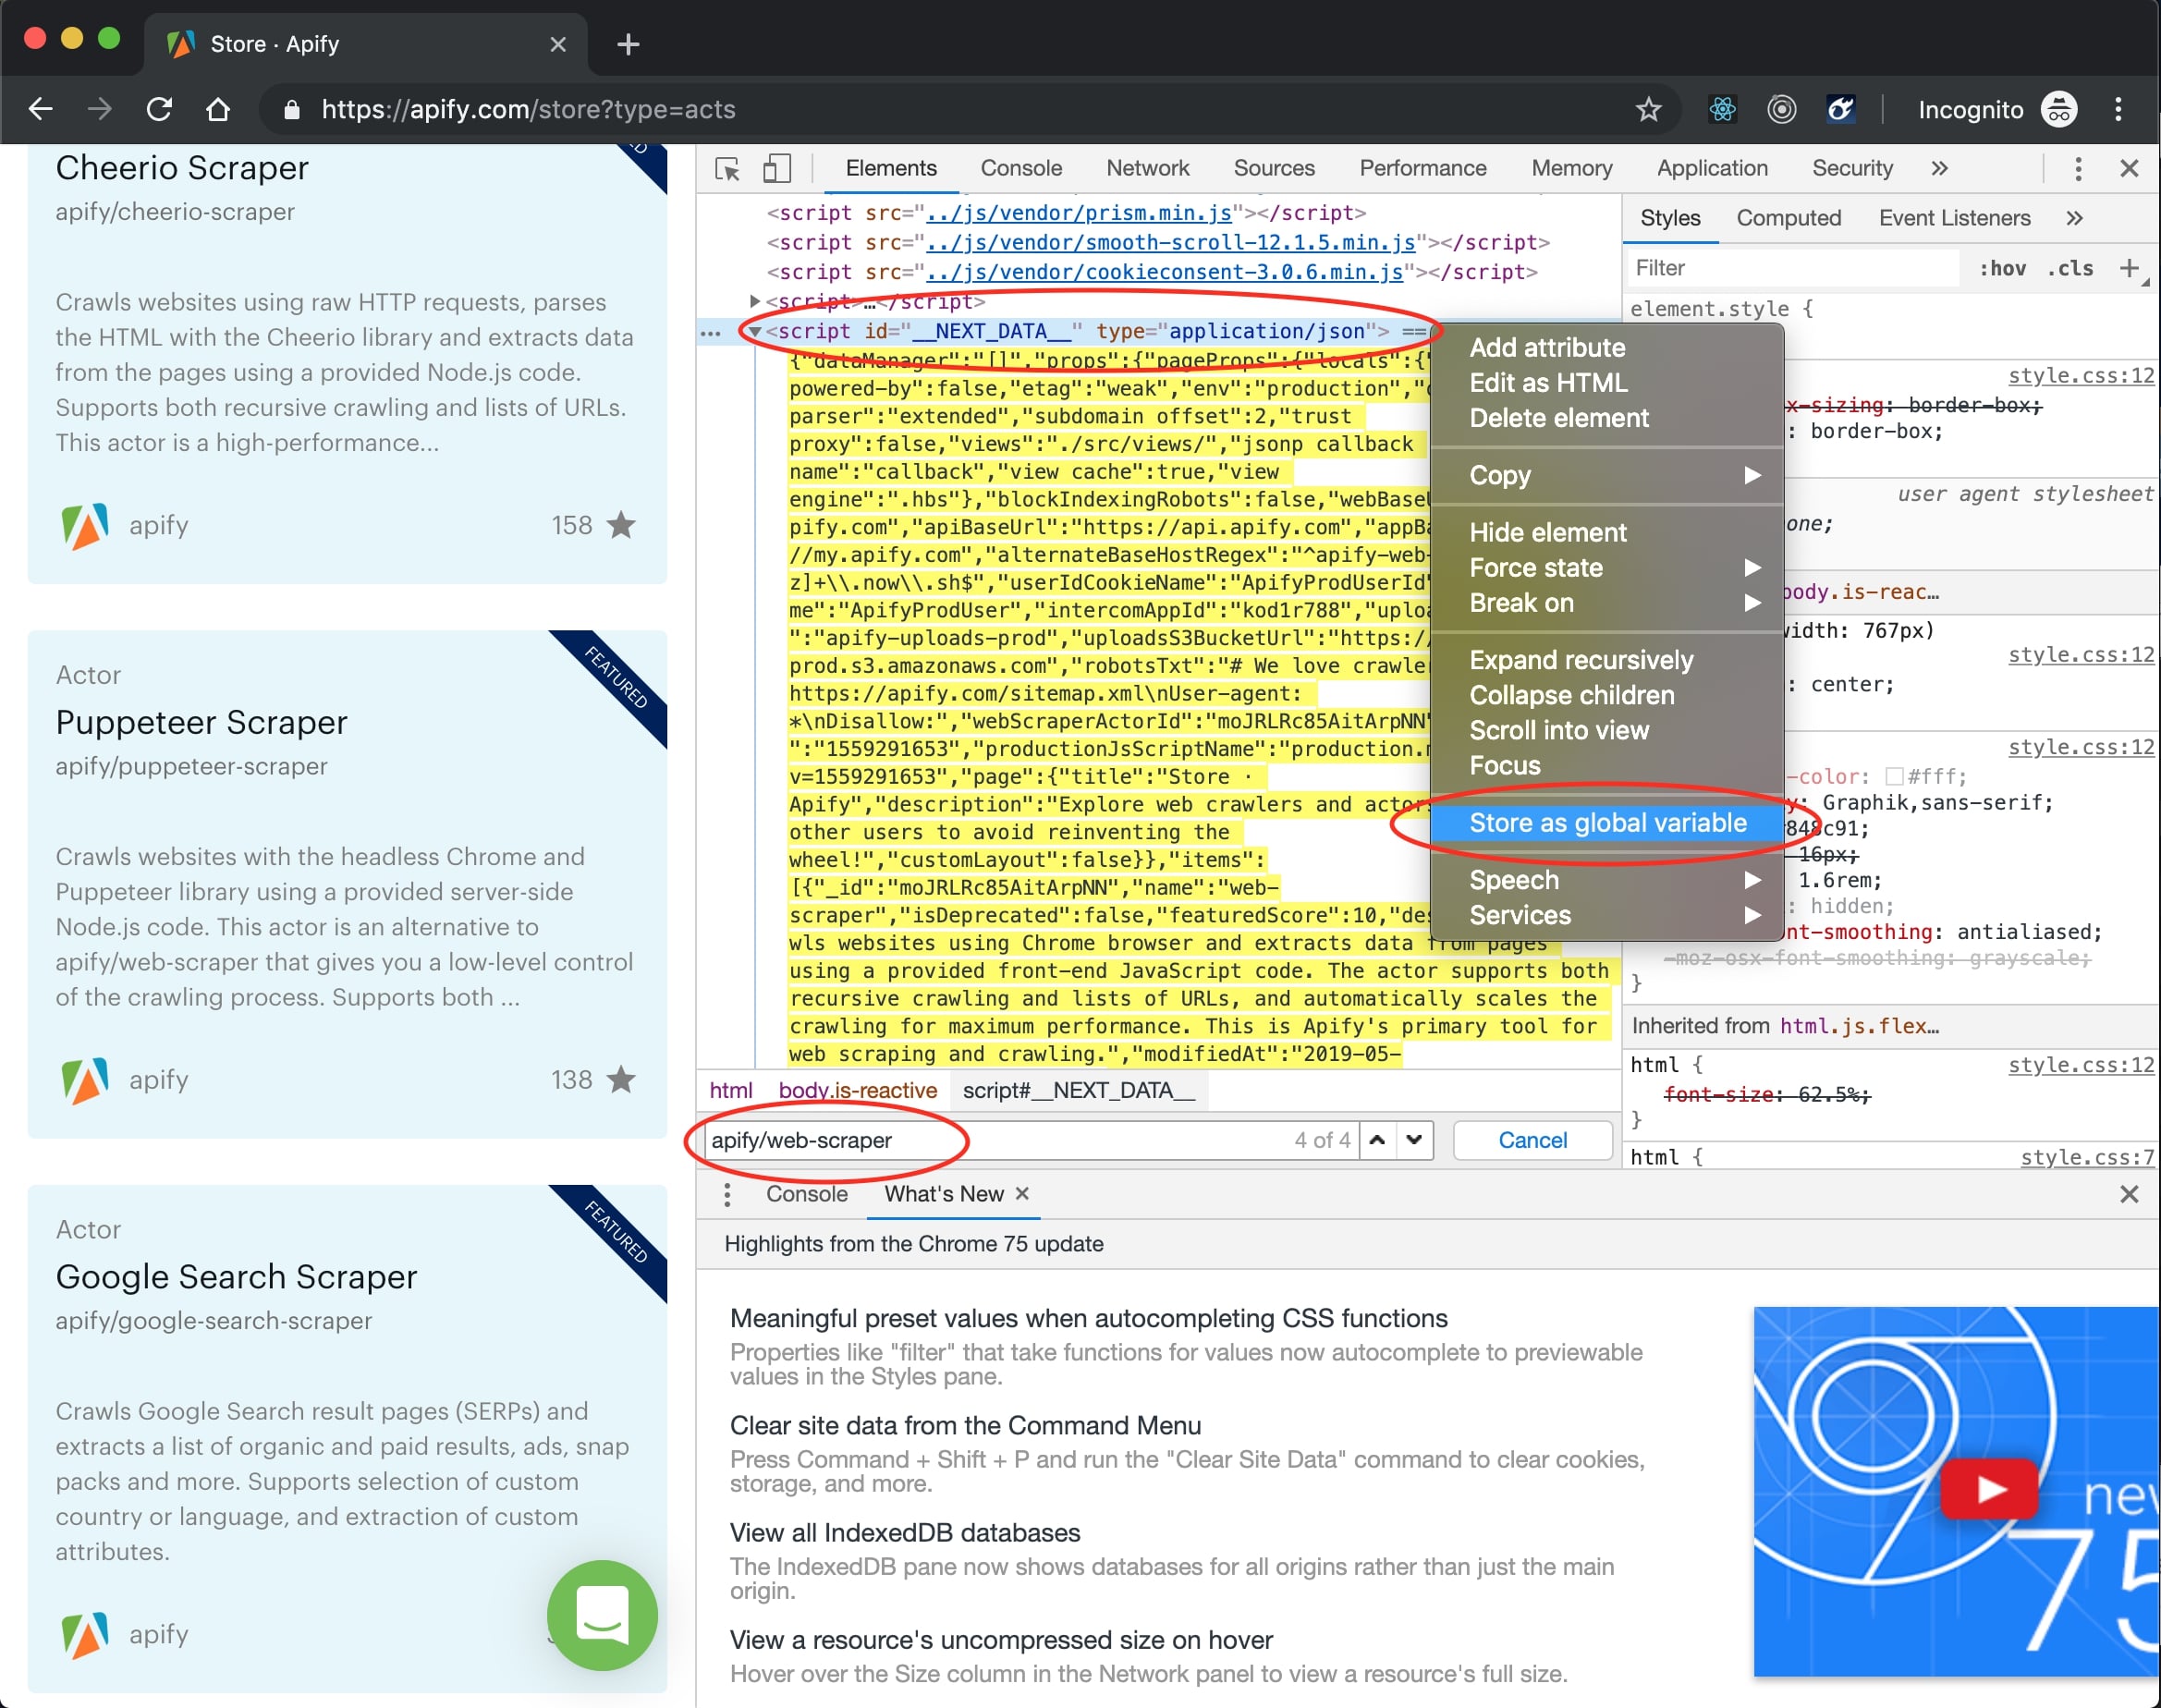 Store · Apify
https://apify.com/store?type=acts
Incognito
Cheerio Scraper
apify/cheerio-scraper
Crawls websites using raw HTTP requests, parses
the HTML with the Cheerio library and extracts data
from the pages using a provided Node.js code.
Supports both recursive crawling and lists of URLs.
This actor is a high-performance...
apify
158
Actor
FEATURED
Puppeteer Scraper
apify/puppeteer-scraper
Crawls websites with the headless Chrome and
Puppeteer library using a provided server-side
Node.js code. This actor is an alternative to
apify/web-scraper that gives you a low-level control
of the crawling process. Supports both ...
apify
138
Actor
FEATURED
Google Search Scraper
apify/google-search-scraper
Crawls Google Search result pages (SERPs) and
extracts a list of organic and paid results, ads, snap
packs and more. Supports selection of custom
country or language, and extraction of custom
attributes.
apify
Elements Console Network Sources Performance Memory Application Security »
<script src="../js/vendor/prism.min.js"></script>
<script src="../js/vendor/smooth-scroll-12.1.5.min.js"></script>
<script src="../js/vendor/cookieconsent-3.0.6.min.js"></script>
<script>…</script>
<script id="__NEXT_DATA__" type="application/json"> ==
{"dataManager":"[]","props":{"pageProps":{"locals":{"
powered-by":false,"etag":"weak","env":"production","
parser":"extended","subdomain offset":2,"trust
proxy":false,"views":"./src/views/","jsonp callback
name":"callback","view cache":true,"view
engine":".hbs"},"blockIndexingRobots":false,"webBase
pify.com","apiBaseUrl":"https://api.apify.com","appB
//my.apify.com","alternateBaseHostRegex":"^apify-web-
z]+\\.now\\.sh$","userIdCookieName":"ApifyProdUserId"
me":"ApifyProdUser","intercomAppId":"kod1r788","uploa
":"apify-uploads-prod","uploadsS3BucketUrl":"https:/
prod.s3.amazonaws.com","robotsTxt":"# We love crawle
https://apify.com/sitemap.xml\nUser-agent:
*\nDisallow:","webScraperActorId":"moJRLRc85AitArpNN"
":"1559291653","productionJsScriptName":"production.
v=1559291653","page":{"title":"Store ·
Apify","description":"Explore web crawlers and actors
other users to avoid reinventing the
wheel!","customLayout":false}},"items":
[{"_id":"moJRLRc85AitArpNN","name":"web-
scraper","isDeprecated":false,"featuredScore":10,"des
wls websites using Chrome browser and extracts data from pages
using a provided front-end JavaScript code. The actor supports both
recursive crawling and lists of URLs, and automatically scales the
crawling for maximum performance. This is Apify's primary tool for
web scraping and crawling.","modifiedAt":"2019-05-
Add attribute
Edit as HTML
Delete element
Copy
Hide element
Force state
Break on
Expand recursively
Collapse children
Scroll into view
Focus
Store as global variable
Speech
Services
html body.is-reactive script#__NEXT_DATA__
apify/web-scraper 4 of 4 Cancel
Styles Computed Event Listeners »
Filter :hov .cls +
element.style {
style.css:12
x-sizing: border-box;
: border-box;
user agent stylesheet
one;
body.is-reac…
width: 767px)
style.css:12
: center;
style.css:12
-color: #fff;
y: Graphik,sans-serif;
848c91;
16px;
1.6rem;
: hidden;
nt-smoothing: antialiased;
-moz-osx-font-smoothing: grayscale;
}
Inherited from html.js.flex…
html { style.css:12
font-size: 62.5%;
}
html { style.css:7
Console What's New
Highlights from the Chrome 75 update
Meaningful preset values when autocompleting CSS functions
Properties like "filter" that take functions for values now autocomplete to previewable
values in the Styles pane.
Clear site data from the Command Menu
Press Command + Shift + P and run the "Clear Site Data" command to clear cookies,
storage, and more.
View all IndexedDB databases
The IndexedDB pane now shows databases for all origins rather than just the main
origin.
View a resource's uncompressed size on hover
Hover over the Size column in the Network panel to view a resource's full size.
new
75